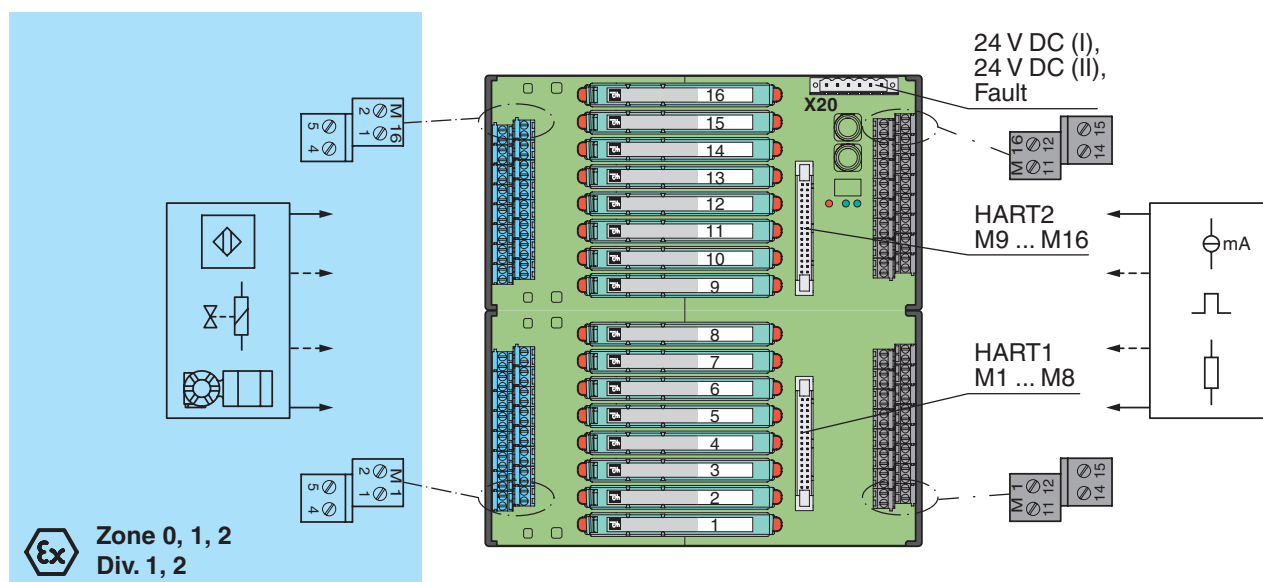 24 V DC (I),
24 V DC (II),
Fault
X20
16
15
14
13
12
11
10
9
8
7
6
5
4
3
2
1
M 16
2 1
5 4
M 16
11 12
14 15
HART2
M9 ... M16
mA
HART1
M1 ... M8
M 1
2 1
5 4
M 1
11 12
14 15
Ex
Zone 0, 1, 2
Div. 1, 2